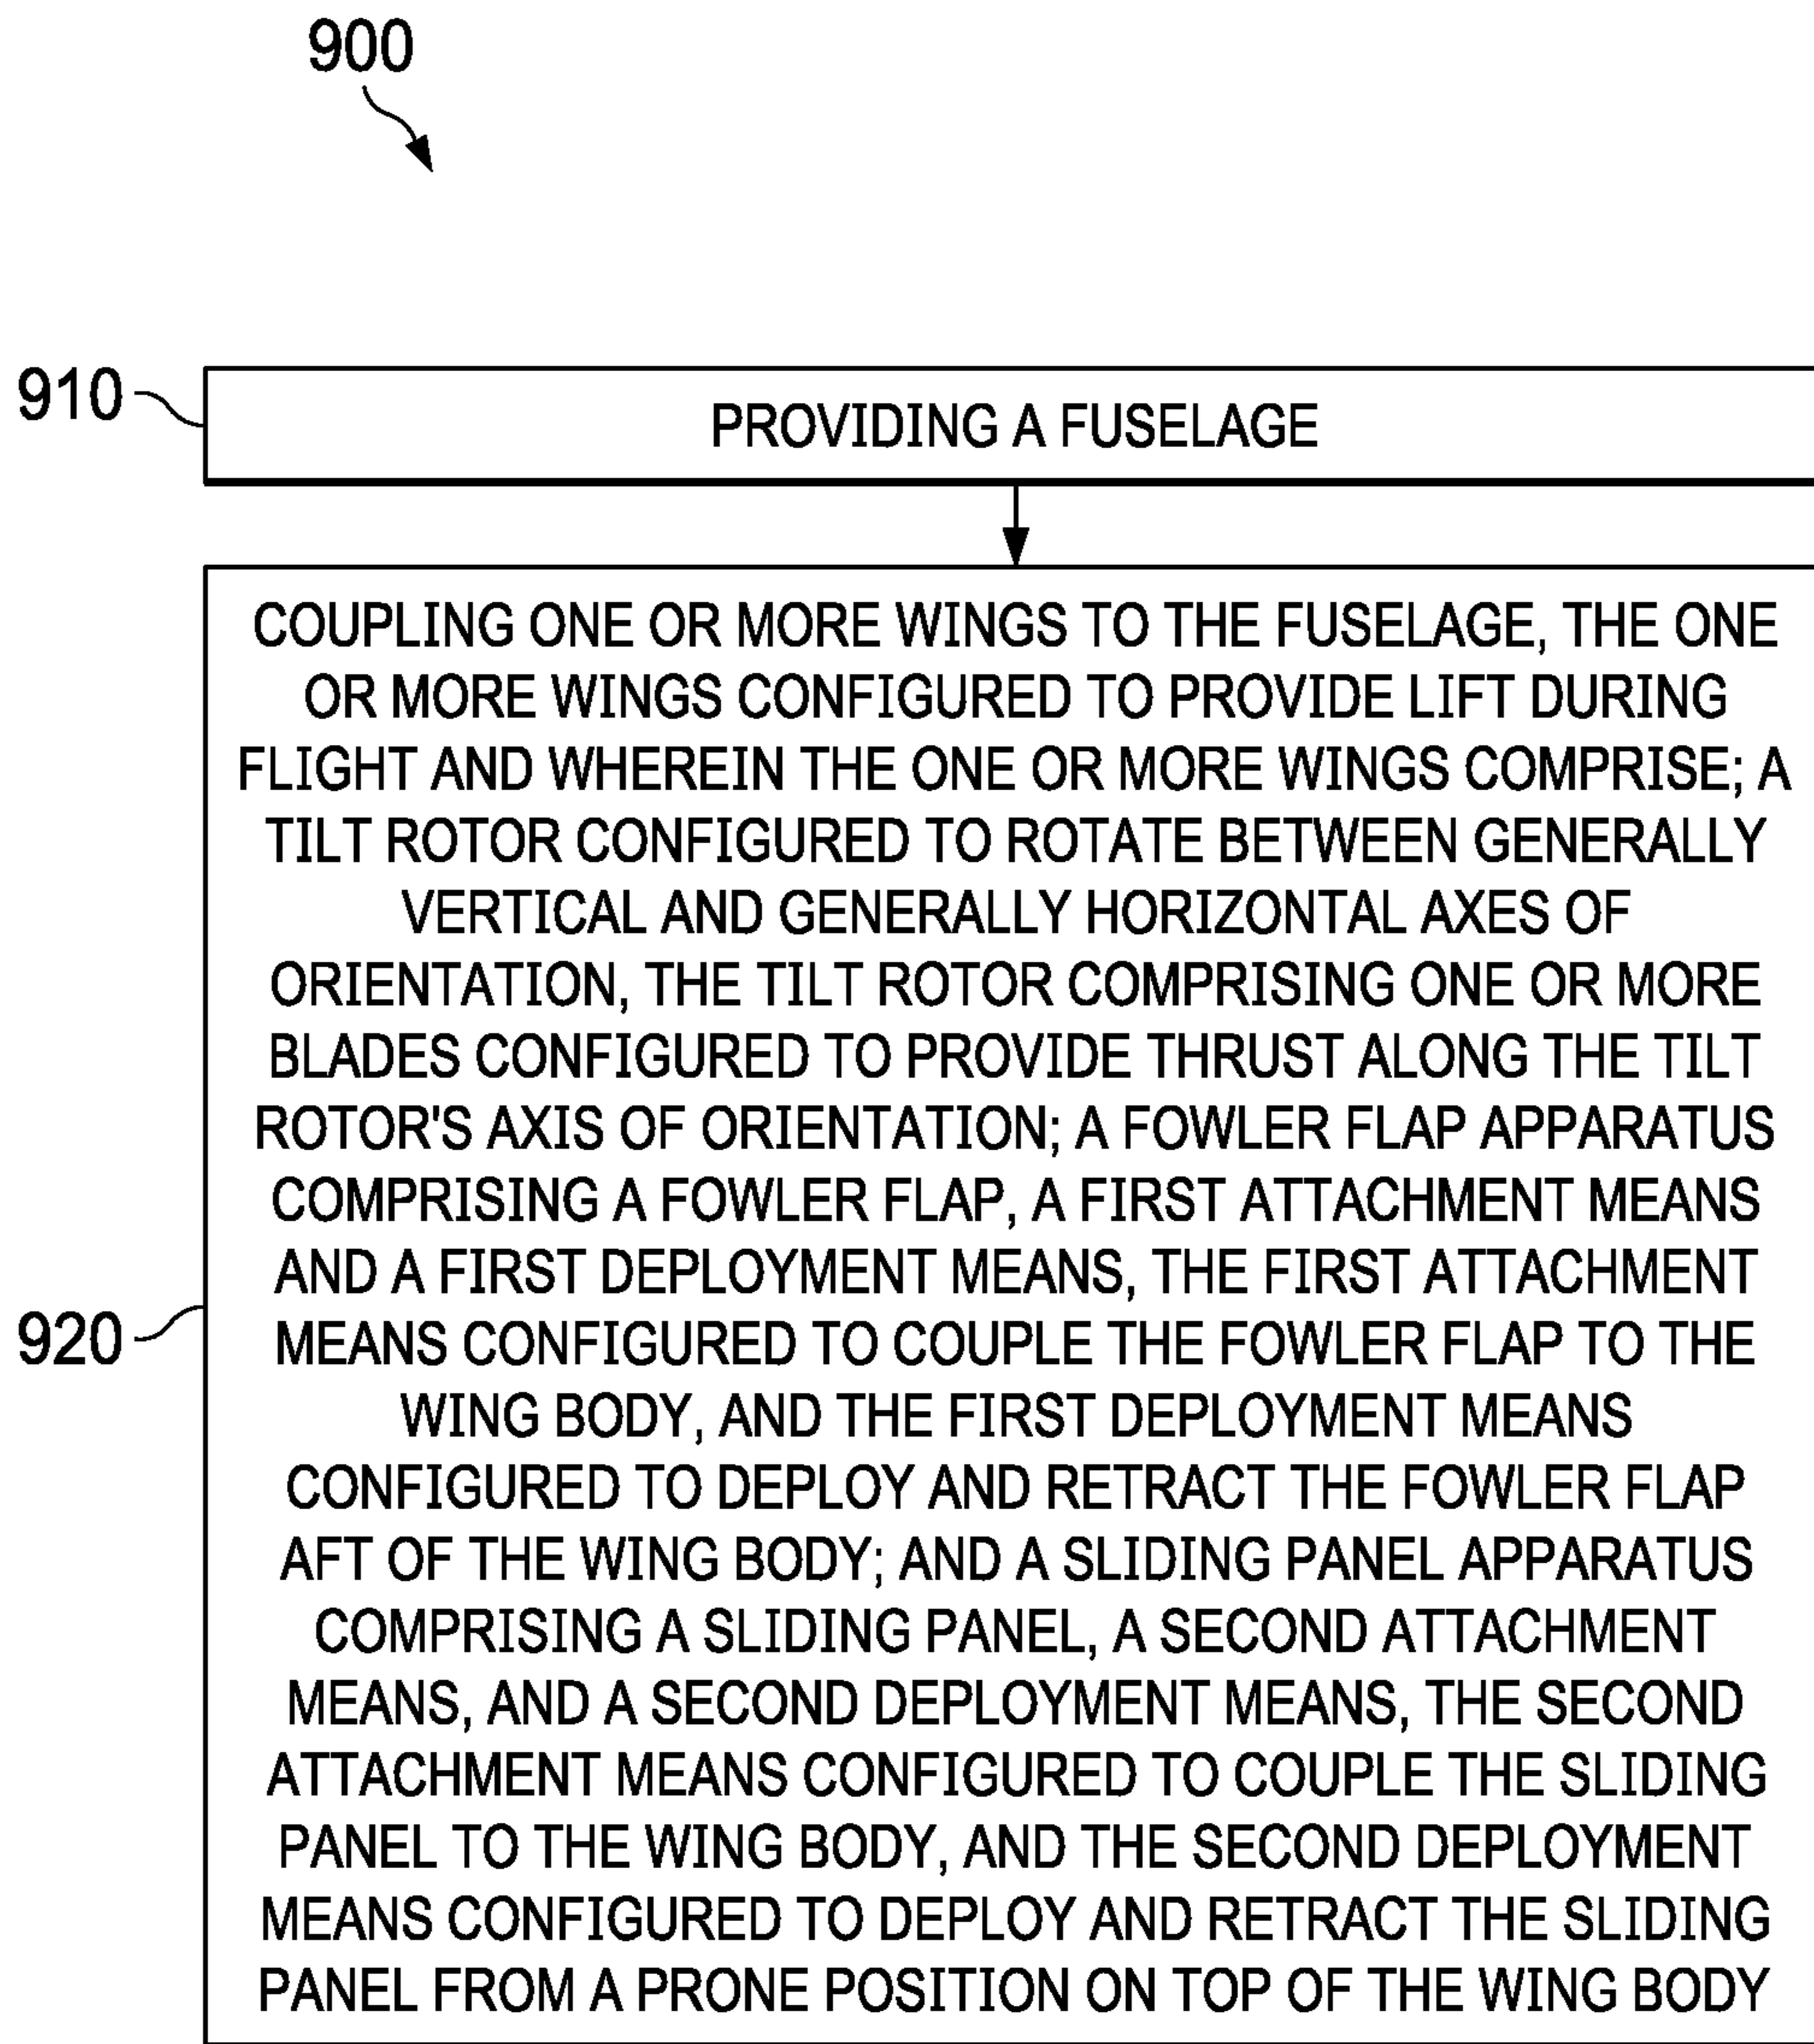 900
910
PROVIDING A FUSELAGE
COUPLING ONE OR MORE WINGS TO THE FUSELAGE, THE ONE
OR MORE WINGS CONFIGURED TO PROVIDE LIFT DURING
FLIGHT AND WHEREIN THE ONE OR MORE WINGS COMPRISE; A
TILT ROTOR CONFIGURED TO ROTATE BETWEEN GENERALLY
VERTICAL AND GENERALLY HORIZONTAL AXES OF
ORIENTATION, THE TILT ROTOR COMPRISING ONE OR MORE
BLADES CONFIGURED TO PROVIDE THRUST ALONG THE TILT
ROTOR'S AXIS OF ORIENTATION; A FOWLER FLAP APPARATUS
COMPRISING A FOWLER FLAP, A FIRST ATTACHMENT MEANS
AND A FIRST DEPLOYMENT MEANS, THE FIRST ATTACHMENT
920
MEANS CONFIGURED TO COUPLE THE FOWLER FLAP TO THE
WING BODY, AND THE FIRST DEPLOYMENT MEANS
CONFIGURED TO DEPLOY AND RETRACT THE FOWLER FLAP
AFT OF THE WING BODY; AND A SLIDING PANEL APPARATUS
COMPRISING A SLIDING PANEL, A SECOND ATTACHMENT
MEANS, AND A SECOND DEPLOYMENT MEANS, THE SECOND
ATTACHMENT MEANS CONFIGURED TO COUPLE THE SLIDING
PANEL TO THE WING BODY, AND THE SECOND DEPLOYMENT
MEANS CONFIGURED TO DEPLOY AND RETRACT THE SLIDING
PANEL FROM A PRONE POSITION ON TOP OF THE WING BODY